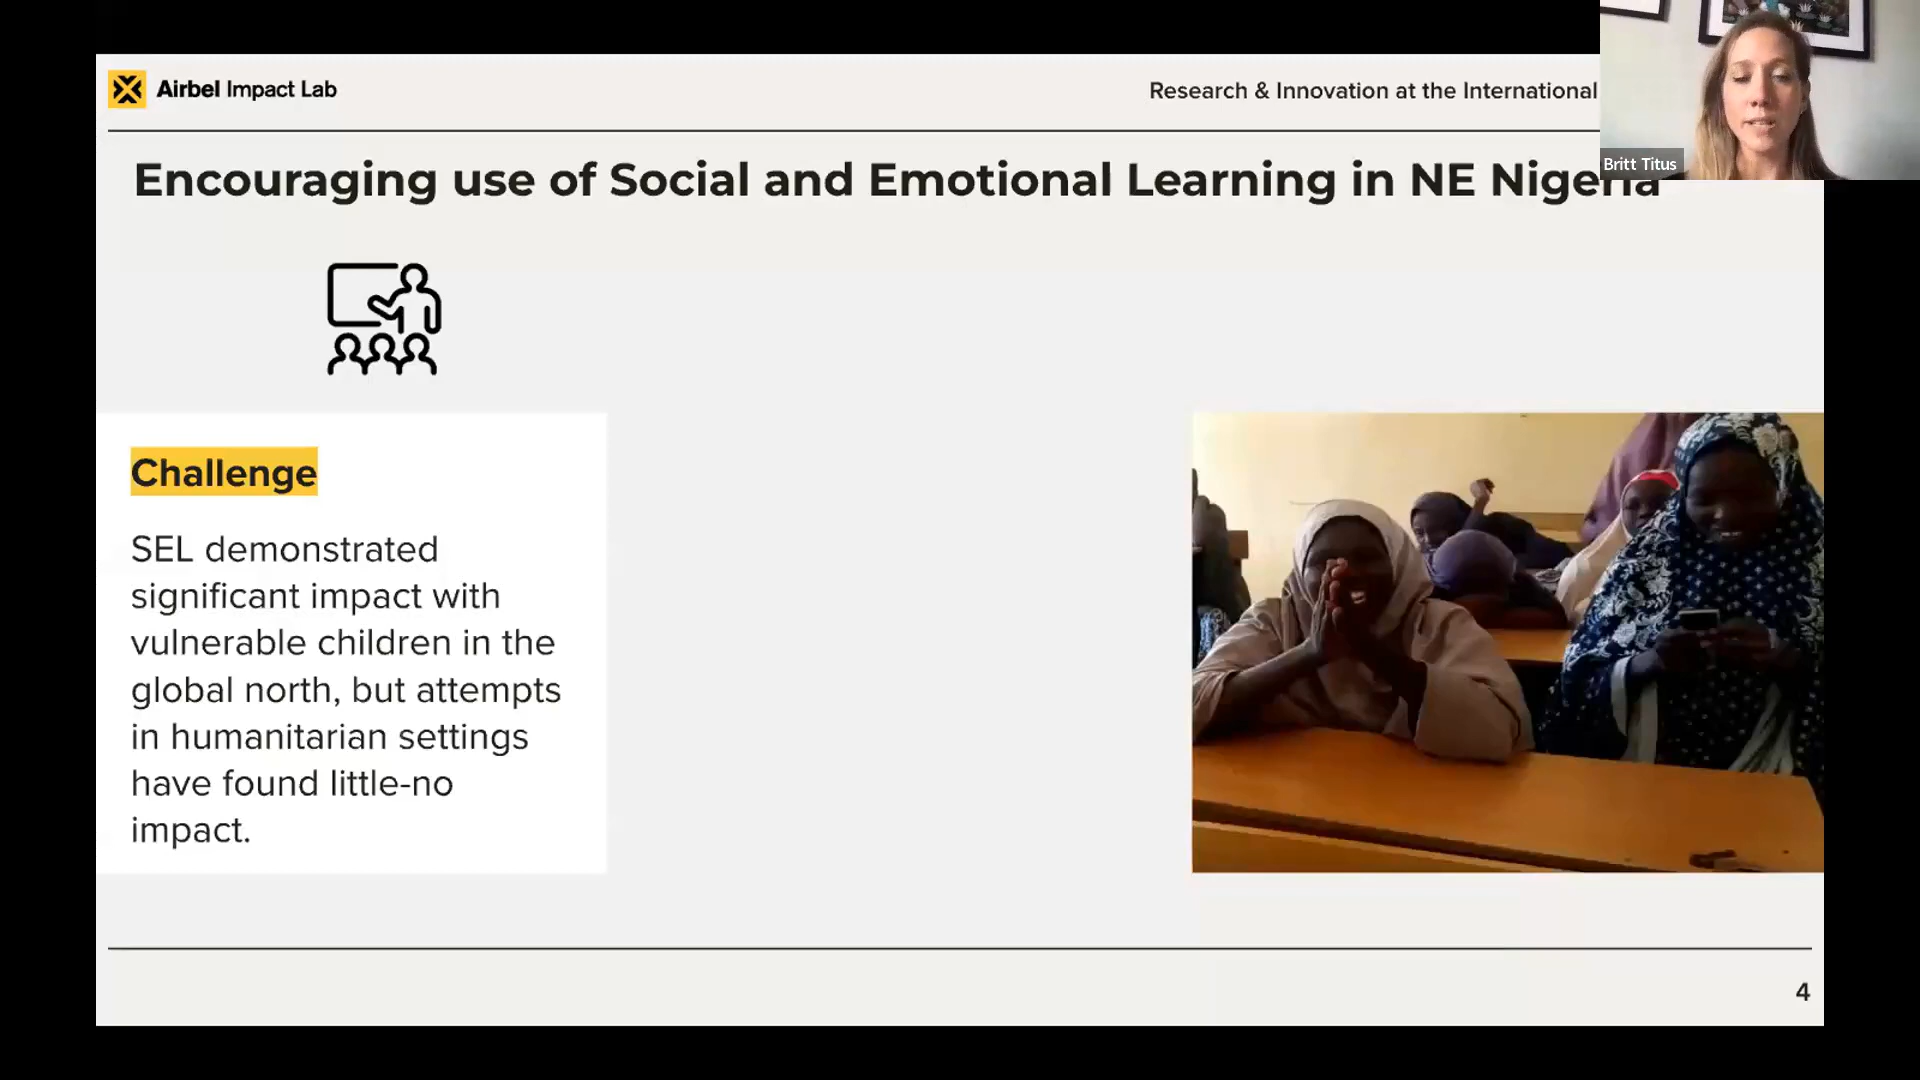 Airbel Impact Lab
Research & Innovation at the International
Britt Titus
Encouraging use of Social and Emotional Learning in NE Nigeria
Challenge
SEL demonstrated
significant impact with
vulnerable children in the
global north, but attempts
in humanitarian settings
have found little-no
impact.
4